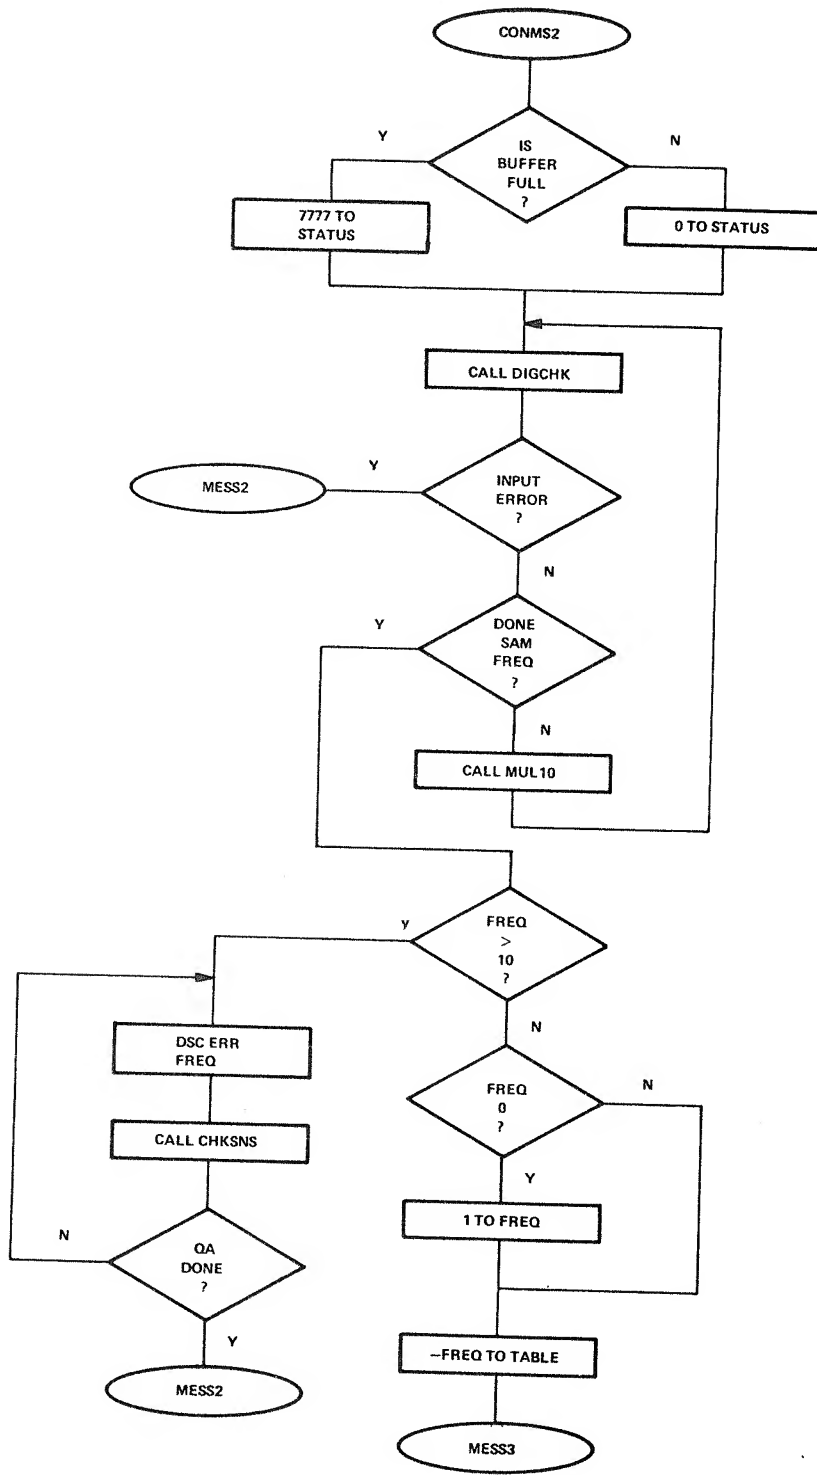 CONMS2
Y
IS
BUFFER
FULL
?
N
7777 TO
STATUS
0 TO STATUS
CALL DIGCHK
MESS2
Y
INPUT
ERROR
?
N
Y
DONE
SAM
FREQ
?
N
CALL MUL10
y
FREQ
>
10
?
N
DSC ERR
FREQ
FREQ
0
?
N
CALL CHKSNS
Y
1 TO FREQ
N
QA
DONE
?
Y
–FREQ TO TABLE
MESS2
MESS3